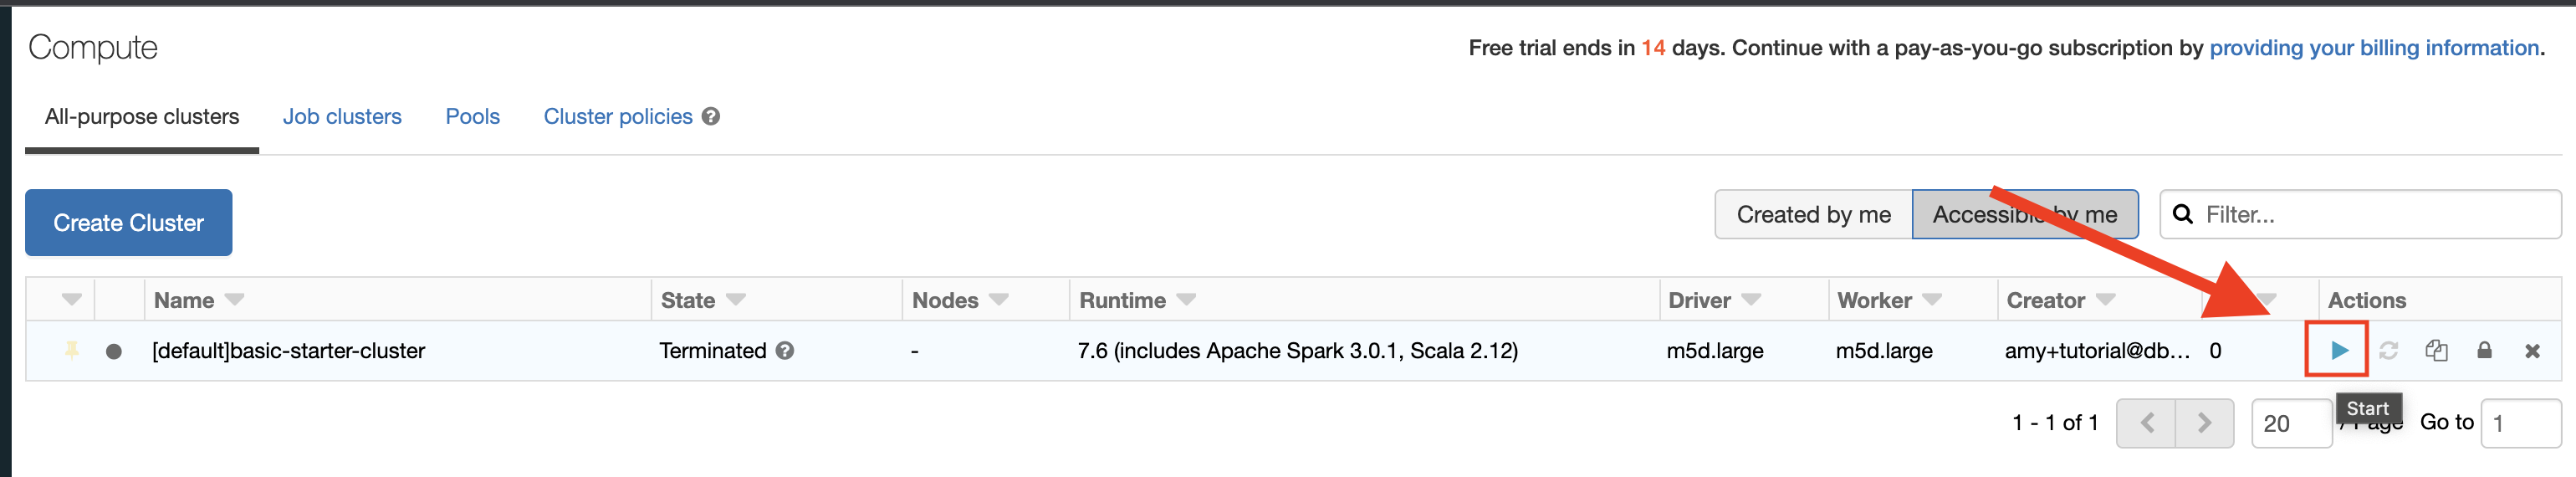 Compute
Free trial ends in 14 days. Continue with a pay-as-you-go subscription by providing your billing information.
All-purpose clusters Job clusters Pools Cluster policies ?
Create Cluster
Created by me Accessible by me Filter...
Name State Nodes Runtime Driver Worker Creator Actions
[default]basic-starter-cluster Terminated ? - 7.6 (includes Apache Spark 3.0.1, Scala 2.12) m5d.large m5d.large amy+tutorial@db... 0
Start
1 - 1 of 1 20 / Page Go to 1